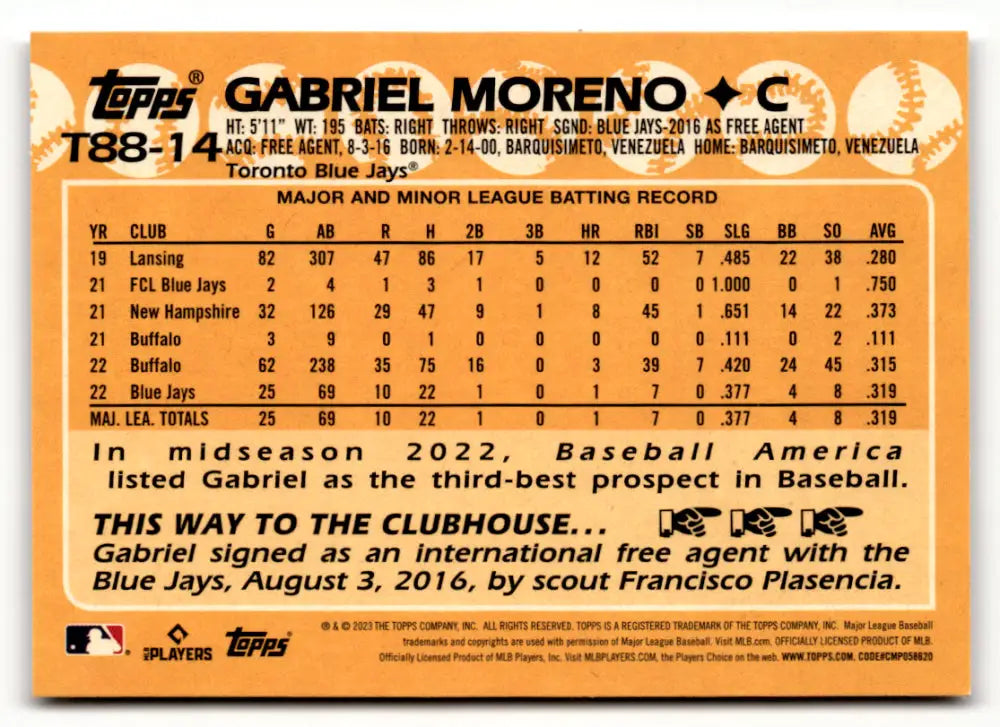 Topps® GABRIEL MORENO ✦ C
T88-14
HT: 5'11" WT: 195 BATS: RIGHT THROWS: RIGHT SGND: BLUE JAYS-2016 AS FREE AGENT
ACQ: FREE AGENT, 8-3-16 BORN: 2-14-00, BARQUISIMETO, VENEZUELA HOME: BARQUISIMETO, VENEZUELA
Toronto Blue Jays®
MAJOR AND MINOR LEAGUE BATTING RECORD
YR CLUB G AB R H 2B 3B HR RBI SB SLG BB SO AVG
19 Lansing 82 307 47 86 17 5 12 52 7 .485 22 38 .280
21 FCL Blue Jays 2 4 1 3 1 0 0 0 0 1.000 0 1 .750
21 New Hampshire 32 126 29 47 9 1 8 45 1 .651 14 22 .373
21 Buffalo 3 9 0 1 0 0 0 0 0 .111 0 2 .111
22 Buffalo 62 238 35 75 16 0 3 39 7 .420 24 45 .315
22 Blue Jays 25 69 10 22 1 0 1 7 0 .377 4 8 .319
MAJ. LEA. TOTALS 25 69 10 22 1 0 1 7 0 .377 4 8 .319
In midseason 2022, Baseball America
listed Gabriel as the third-best prospect in Baseball.
THIS WAY TO THE CLUBHOUSE...
Gabriel signed as an international free agent with the
Blue Jays, August 3, 2016, by scout Francisco Plasencia.
MLB PLAYERS Topps®
® & © 2023 THE TOPPS COMPANY, INC. ALL RIGHTS RESERVED. TOPPS IS A REGISTERED TRADEMARK OF THE TOPPS COMPANY, INC. Major League Baseball
trademarks and copyrights are used with permission of Major League Baseball. Visit MLB.com. OFFICIALLY LICENSED PRODUCT OF MLB.
Officially Licensed Product of MLB Players, Inc. Visit MLBPLAYERS.COM, the Players Choice on the web. WWW.TOPPS.COM. CODE#CMP058820